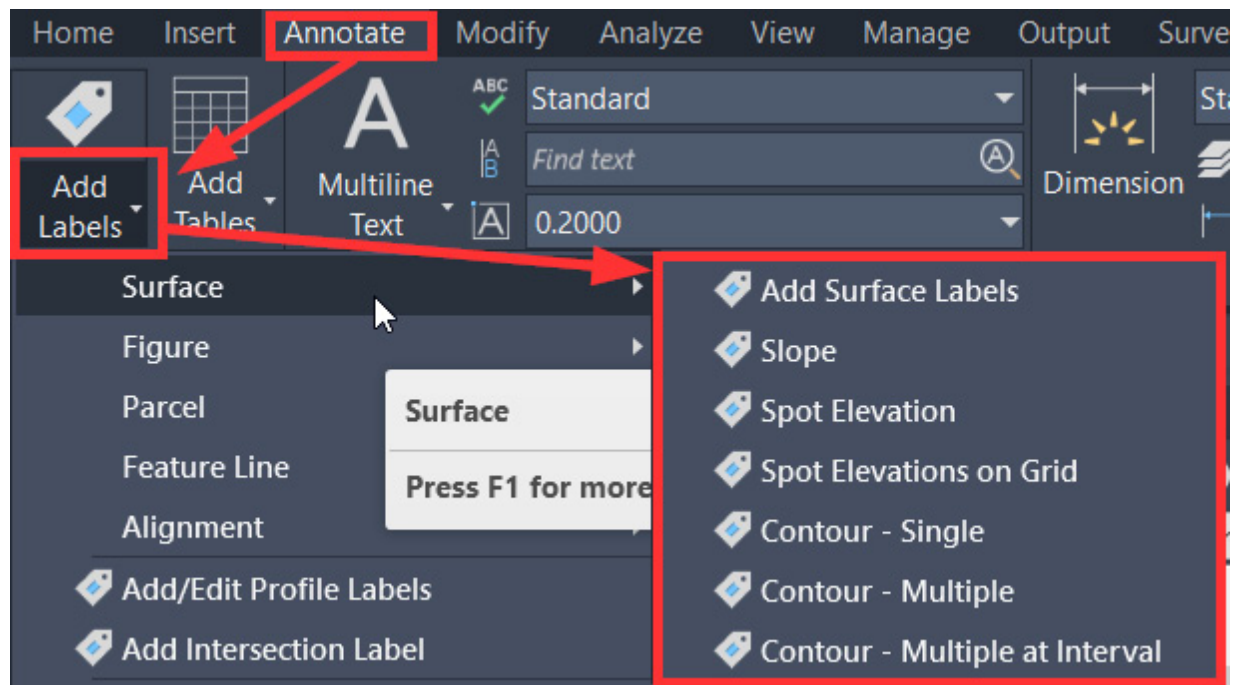 Home Insert Annotate Modify Analyze View Manage Output Surve
ABC Standard
Find text
Add Labels
Add Tables
Multiline Text
0.2000
Dimension
Surface
Figure
Parcel
Feature Line
Alignment
Add/Edit Profile Labels
Add Intersection Label
Surface
Press F1 for more
Add Surface Labels
Slope
Spot Elevation
Spot Elevations on Grid
Contour - Single
Contour - Multiple
Contour - Multiple at Interval